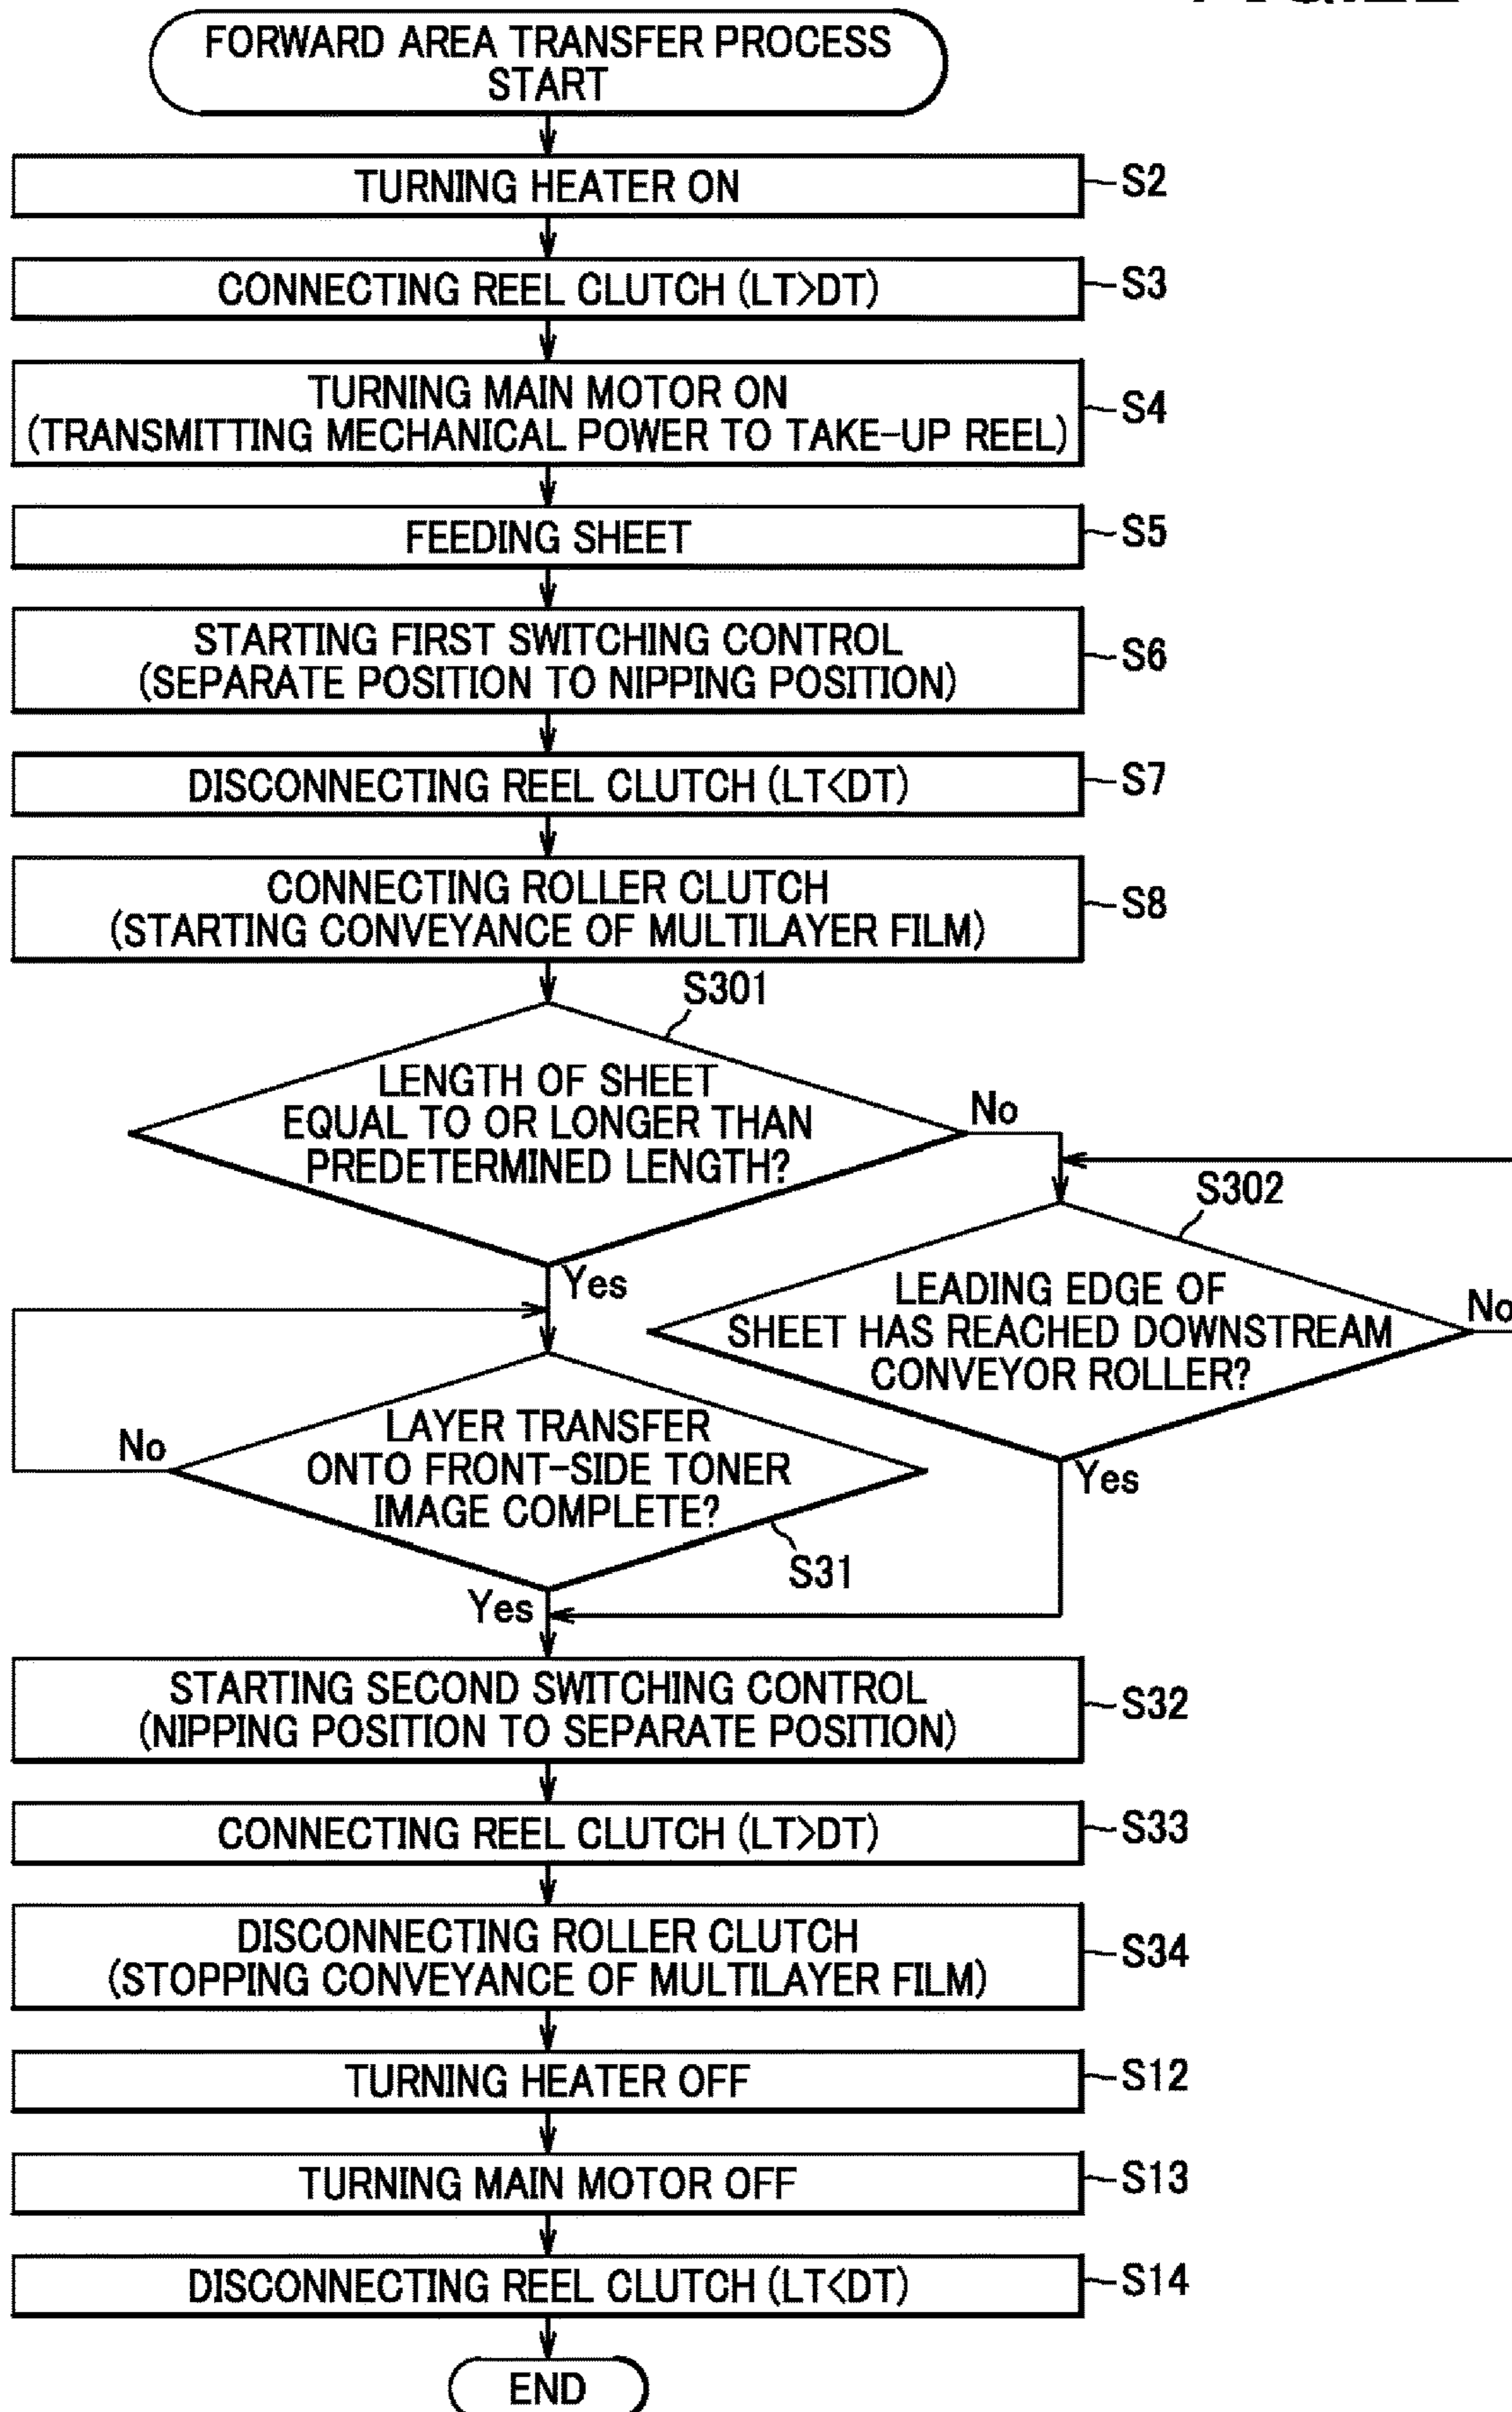 FORWARD AREA TRANSFER PROCESS
START
TURNING HEATER ON
S2
CONNECTING REEL CLUTCH (LT>DT)
S3
TURNING MAIN MOTOR ON
(TRANSMITTING MECHANICAL POWER TO TAKE-UP REEL)
S4
FEEDING SHEET
S5
STARTING FIRST SWITCHING CONTROL
(SEPARATE POSITION TO NIPPING POSITION)
S6
DISCONNECTING REEL CLUTCH (LT<DT)
S7
CONNECTING ROLLER CLUTCH
(STARTING CONVEYANCE OF MULTILAYER FILM)
S8
S301
LENGTH OF SHEET
EQUAL TO OR LONGER THAN
PREDETERMINED LENGTH?
No
Yes
S302
LEADING EDGE OF
SHEET HAS REACHED DOWNSTREAM
CONVEYOR ROLLER?
No
Yes
LAYER TRANSFER
ONTO FRONT-SIDE TONER
IMAGE COMPLETE?
No
S31
Yes
STARTING SECOND SWITCHING CONTROL
(NIPPING POSITION TO SEPARATE POSITION)
S32
CONNECTING REEL CLUTCH (LT>DT)
S33
DISCONNECTING ROLLER CLUTCH
(STOPPING CONVEYANCE OF MULTILAYER FILM)
S34
TURNING HEATER OFF
S12
TURNING MAIN MOTOR OFF
S13
DISCONNECTING REEL CLUTCH (LT<DT)
S14
END